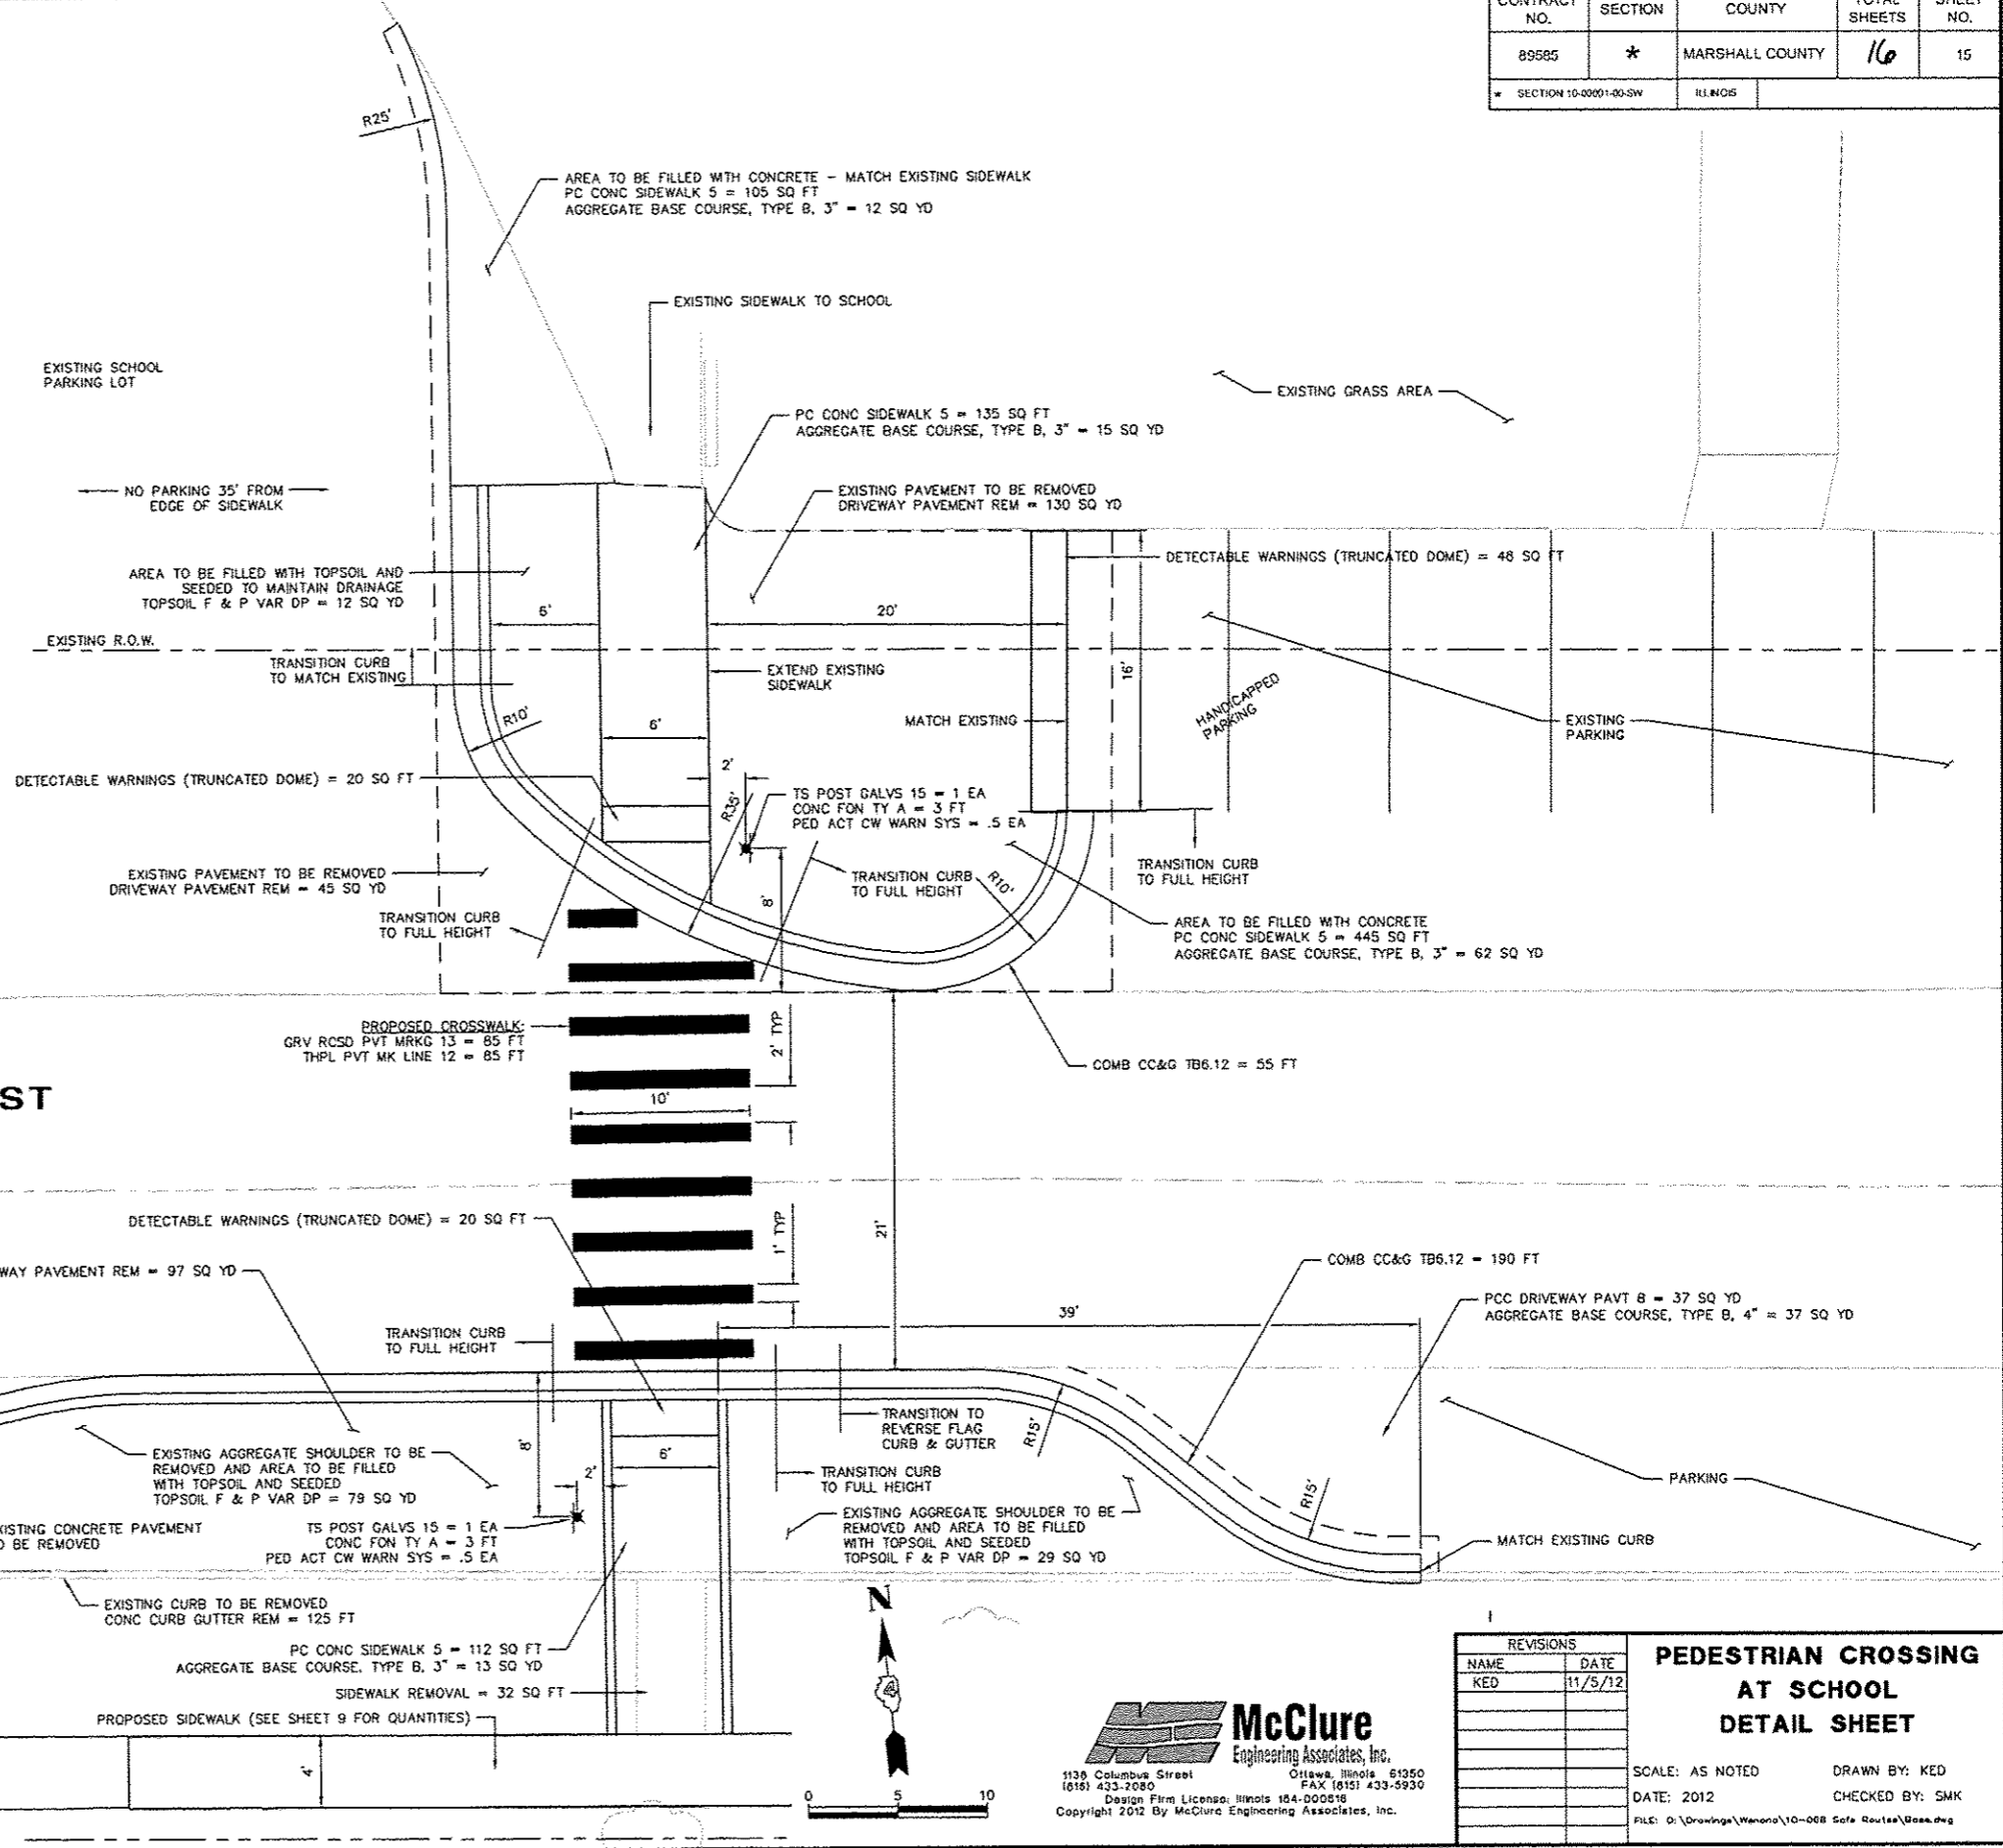 CONTRACT NO.
SECTION
COUNTY
TOTAL SHEETS
SHEET NO.
89585
*
MARSHALL COUNTY
16
15
* SECTION 10-00001-00-SW
ILLINOIS
R25'
AREA TO BE FILLED WITH CONCRETE - MATCH EXISTING SIDEWALK
PC CONC SIDEWALK 5 = 105 SQ FT
AGGREGATE BASE COURSE, TYPE B, 3" = 12 SQ YD
EXISTING SIDEWALK TO SCHOOL
EXISTING SCHOOL
PARKING LOT
EXISTING GRASS AREA
PC CONC SIDEWALK 5 = 135 SQ FT
AGGREGATE BASE COURSE, TYPE B, 3" = 15 SQ YD
NO PARKING 35' FROM
EDGE OF SIDEWALK
EXISTING PAVEMENT TO BE REMOVED
DRIVEWAY PAVEMENT REM = 130 SQ YD
DETECTABLE WARNINGS (TRUNCATED DOME) = 48 SQ FT
AREA TO BE FILLED WITH TOPSOIL AND
SEEDED TO MAINTAIN DRAINAGE
TOPSOIL F & P VAR DP = 12 SQ YD
6'
20'
EXISTING R.O.W.
TRANSITION CURB
TO MATCH EXISTING
EXTEND EXISTING
SIDEWALK
16'
R10'
6'
MATCH EXISTING
HANDICAPPED
PARKING
EXISTING
PARKING
DETECTABLE WARNINGS (TRUNCATED DOME) = 20 SQ FT
2'
R35'
TS POST GALVS 15 = 1 EA
CONC FON TY A = 3 FT
PED ACT CW WARN SYS = .5 EA
EXISTING PAVEMENT TO BE REMOVED
DRIVEWAY PAVEMENT REM = 45 SQ YD
TRANSITION CURB
TO FULL HEIGHT
R10'
TRANSITION CURB
TO FULL HEIGHT
8'
TRANSITION CURB
TO FULL HEIGHT
AREA TO BE FILLED WITH CONCRETE
PC CONC SIDEWALK 5 = 445 SQ FT
AGGREGATE BASE COURSE, TYPE B, 3" = 62 SQ YD
PROPOSED CROSSWALK:
GRV RCSD PVT MRKG 13 = 85 FT
THPL PVT MK LINE 12 = 85 FT
2' TYP
COMB CC&G TB6.12 = 55 FT
ST
10'
DETECTABLE WARNINGS (TRUNCATED DOME) = 20 SQ FT
1' TYP
21'
WAY PAVEMENT REM = 97 SQ YD
COMB CC&G TB6.12 = 190 FT
PCC DRIVEWAY PAVT 8 = 37 SQ YD
AGGREGATE BASE COURSE, TYPE B, 4" = 37 SQ YD
39'
TRANSITION CURB
TO FULL HEIGHT
TRANSITION TO
REVERSE FLAG
CURB & GUTTER
R15'
8'
6'
2'
EXISTING AGGREGATE SHOULDER TO BE
REMOVED AND AREA TO BE FILLED
WITH TOPSOIL AND SEEDED
TOPSOIL F & P VAR DP = 79 SQ YD
TRANSITION CURB
TO FULL HEIGHT
R15'
PARKING
EXISTING AGGREGATE SHOULDER TO BE
REMOVED AND AREA TO BE FILLED
WITH TOPSOIL AND SEEDED
TOPSOIL F & P VAR DP = 29 SQ YD
XISTING CONCRETE PAVEMENT
O BE REMOVED
TS POST GALVS 15 = 1 EA
CONC FON TY A = 3 FT
PED ACT CW WARN SYS = .5 EA
MATCH EXISTING CURB
EXISTING CURB TO BE REMOVED
CONC CURB GUTTER REM = 125 FT
N
PC CONC SIDEWALK 5 = 112 SQ FT
AGGREGATE BASE COURSE, TYPE B, 3" = 13 SQ YD
SIDEWALK REMOVAL = 32 SQ FT
PROPOSED SIDEWALK (SEE SHEET 9 FOR QUANTITIES)
4'
0 5 10
McClure
Engineering Associates, Inc.
1138 Columbus Street Ottawa, Illinois 61350
(815) 433-2080 FAX (815) 433-5930
Design Firm License: Illinois 184-000816
Copyright 2012 By McClure Engineering Associates, Inc.
REVISIONS
NAME DATE
KED 11/5/12
PEDESTRIAN CROSSING
AT SCHOOL
DETAIL SHEET
SCALE: AS NOTED DRAWN BY: KED
DATE: 2012 CHECKED BY: SMK
FILE: D:\Drawings\Wenona\10-008 Safe Routes\Base.dwg